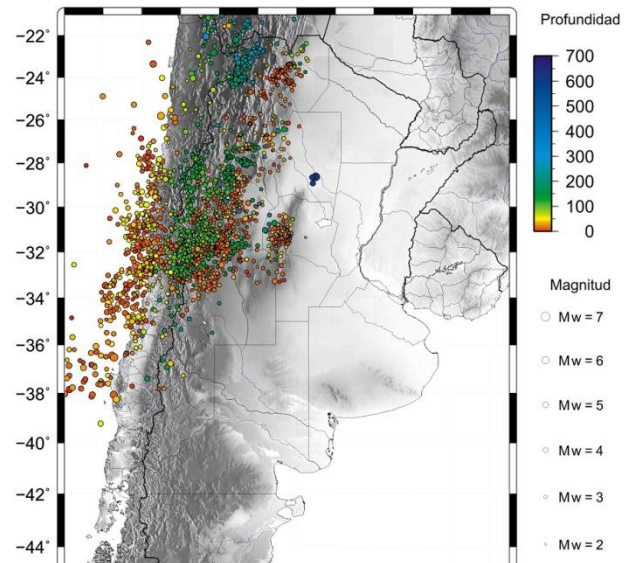 −22°
−24°
−26°
−28°
−30°
−32°
−34°
−36°
−38°
−40°
−42°
−44°
Profundidad
700
600
500
400
300
200
100
0
Magnitud
Mw = 7
Mw = 6
Mw = 5
Mw = 4
Mw = 3
Mw = 2